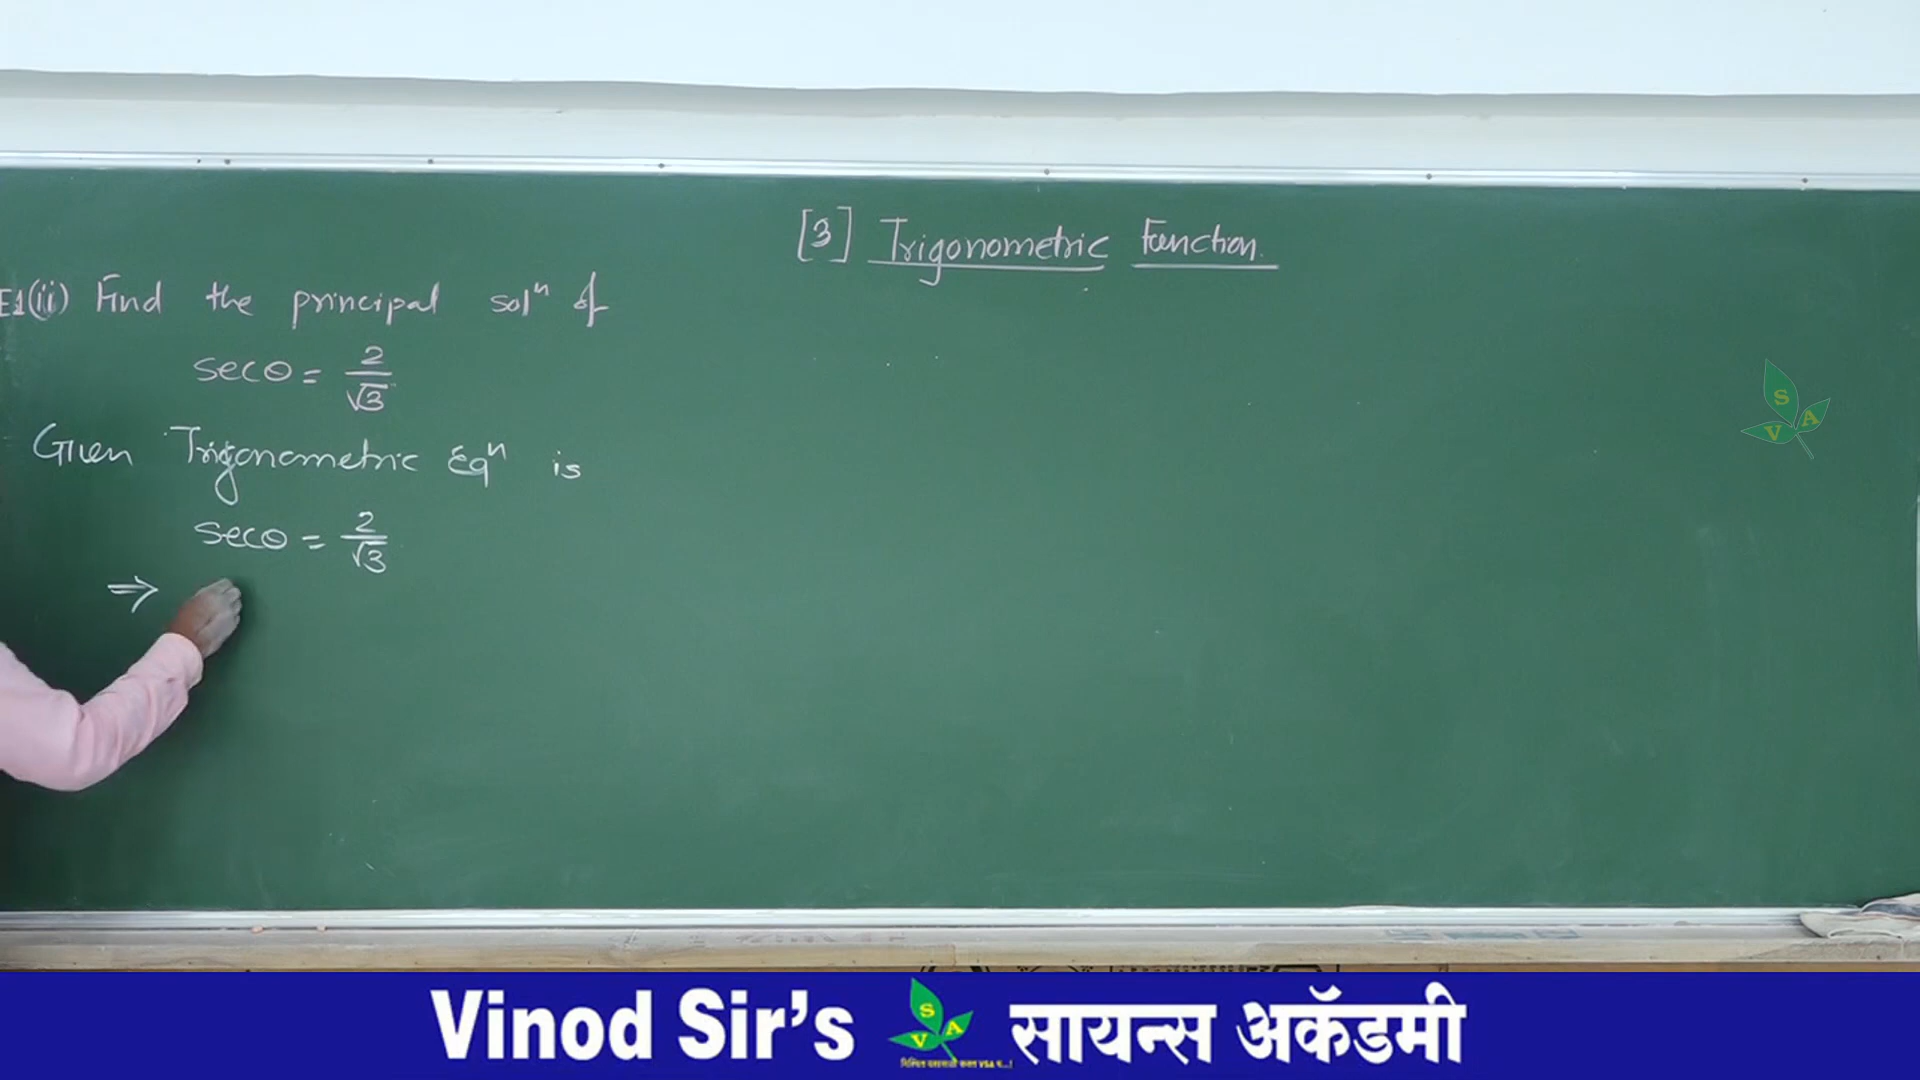 [3] Trigonometric Function.
E1(ii) Find the principal solⁿ of
secθ = 2/√3
Given Trigonometric Eqⁿ is
secθ = 2/√3
⇒
S
V A
Vinod Sir's
S
V A
सायन्स अकॅडमी